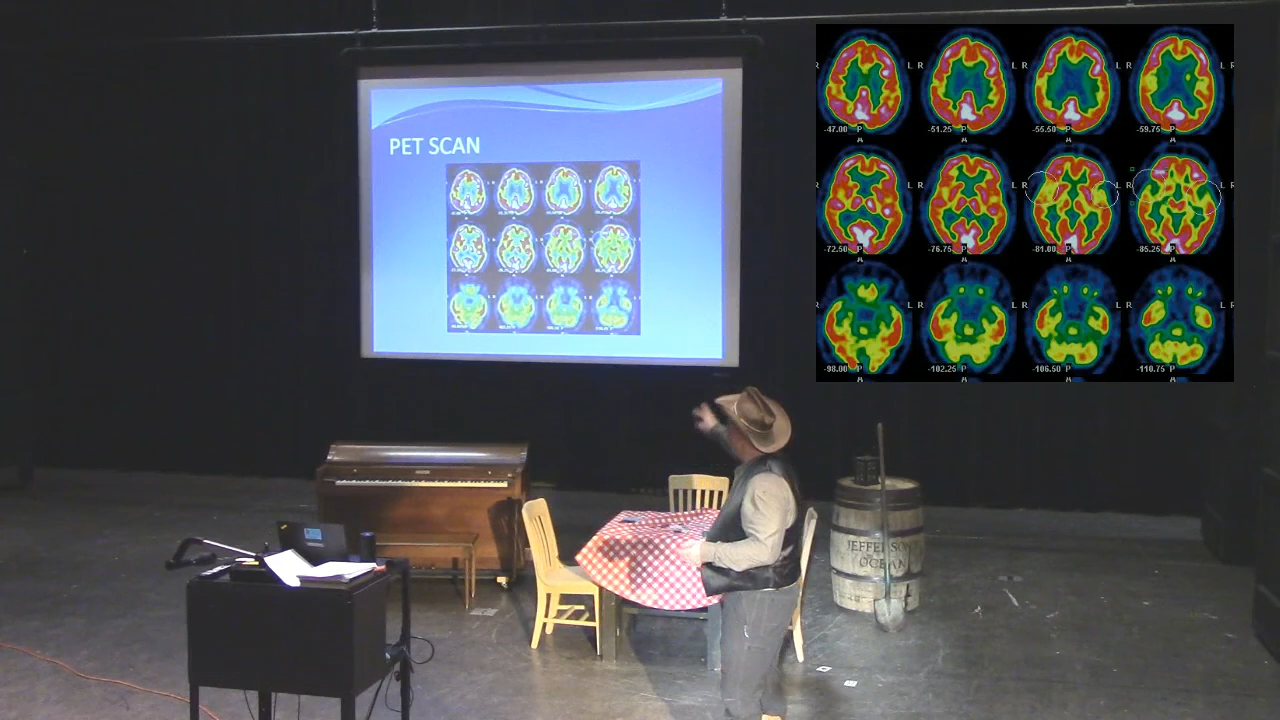 PET SCAN
R L R L R L R L R
-47.00 P -51.25 P -55.50 P -59.75 P
A A A A
R L R L R L R L R
-72.50 P -76.75 P -81.00 P -85.25 P
A A A A
R L R L R L R L R
-98.00 P -102.25 P -106.50 P -110.75 P
A A A A
JEFFERSON
OCEAN